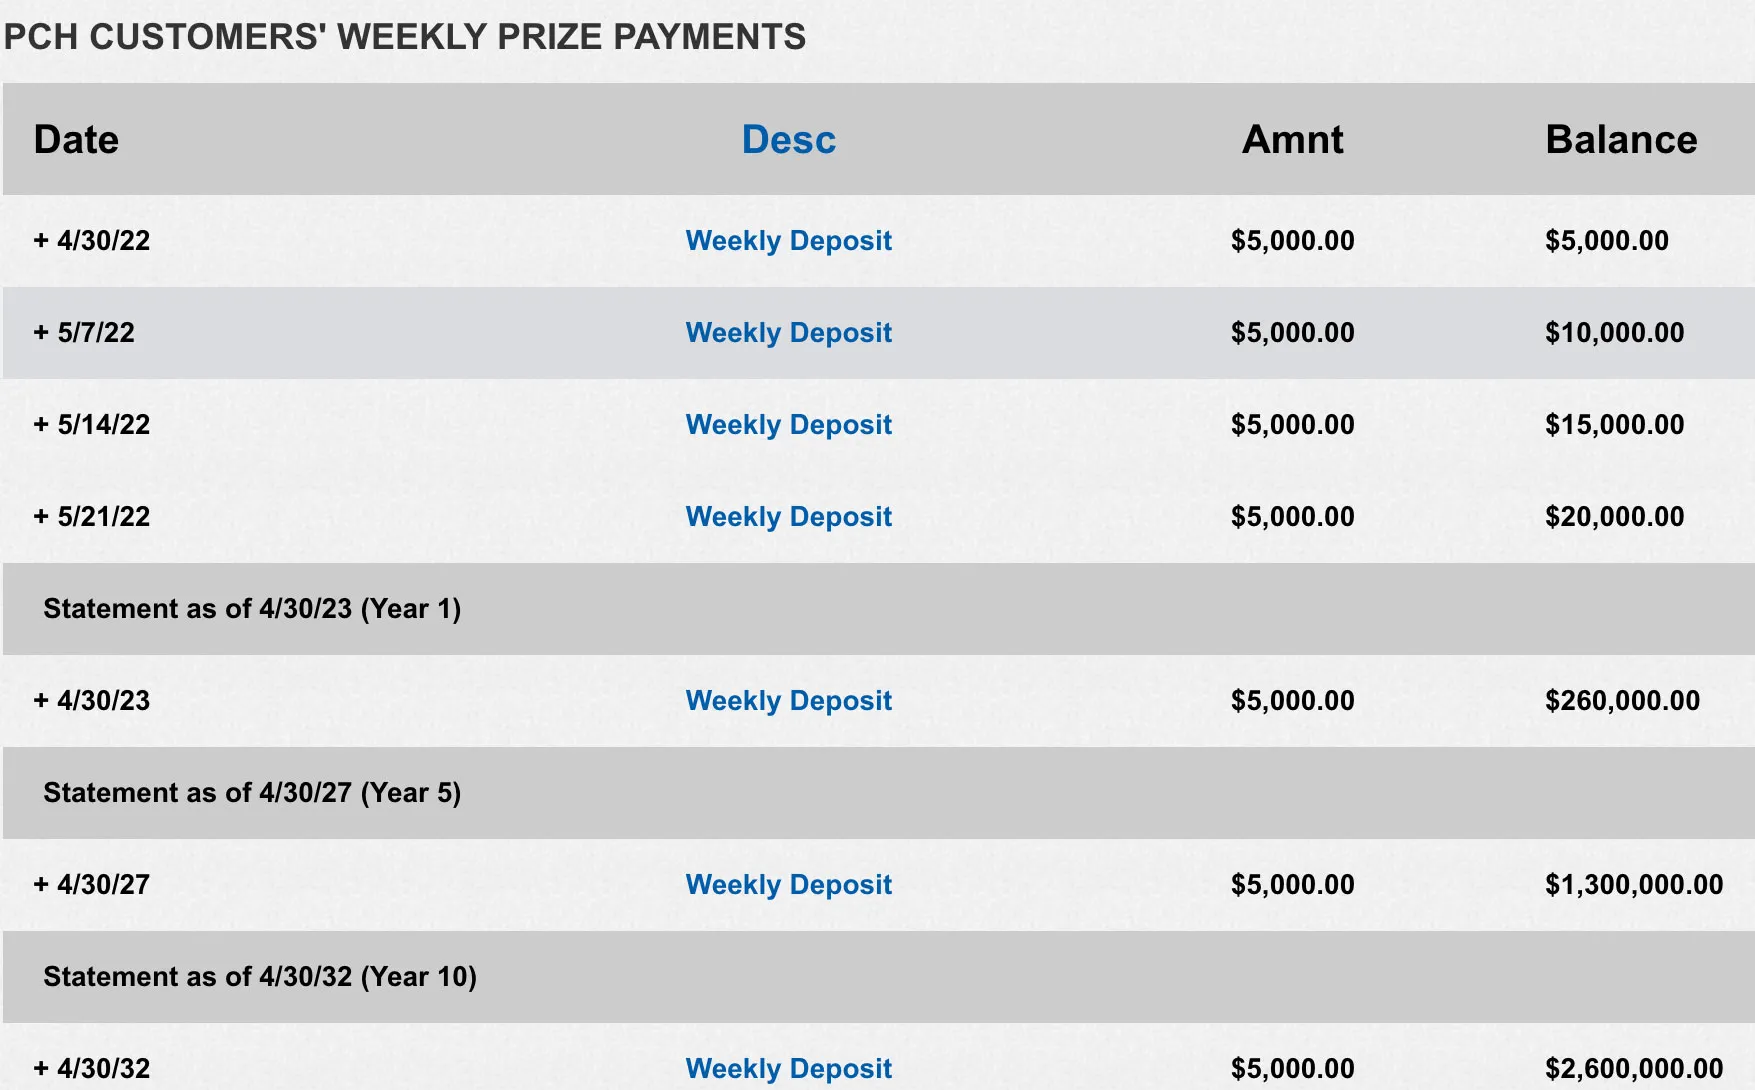 PCH CUSTOMERS' WEEKLY PRIZE PAYMENTS
Date Desc Amnt Balance
+ 4/30/22 Weekly Deposit $5,000.00 $5,000.00
+ 5/7/22 Weekly Deposit $5,000.00 $10,000.00
+ 5/14/22 Weekly Deposit $5,000.00 $15,000.00
+ 5/21/22 Weekly Deposit $5,000.00 $20,000.00
Statement as of 4/30/23 (Year 1)
+ 4/30/23 Weekly Deposit $5,000.00 $260,000.00
Statement as of 4/30/27 (Year 5)
+ 4/30/27 Weekly Deposit $5,000.00 $1,300,000.00
Statement as of 4/30/32 (Year 10)
+ 4/30/32 Weekly Deposit $5,000.00 $2,600,000.00